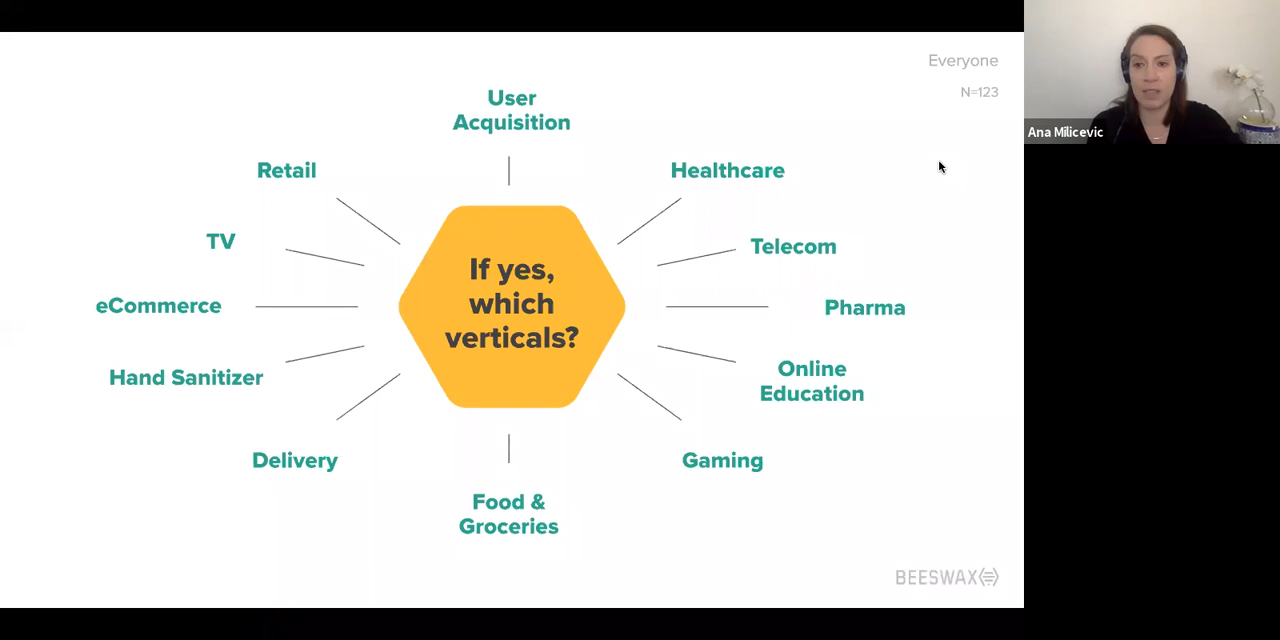 Everyone
N=123
Ana Milicevic
User
Acquisition
Retail
Healthcare
TV
Telecom
If yes,
which
verticals?
eCommerce
Pharma
Hand Sanitizer
Online
Education
Delivery
Gaming
Food &
Groceries
BEESWAX